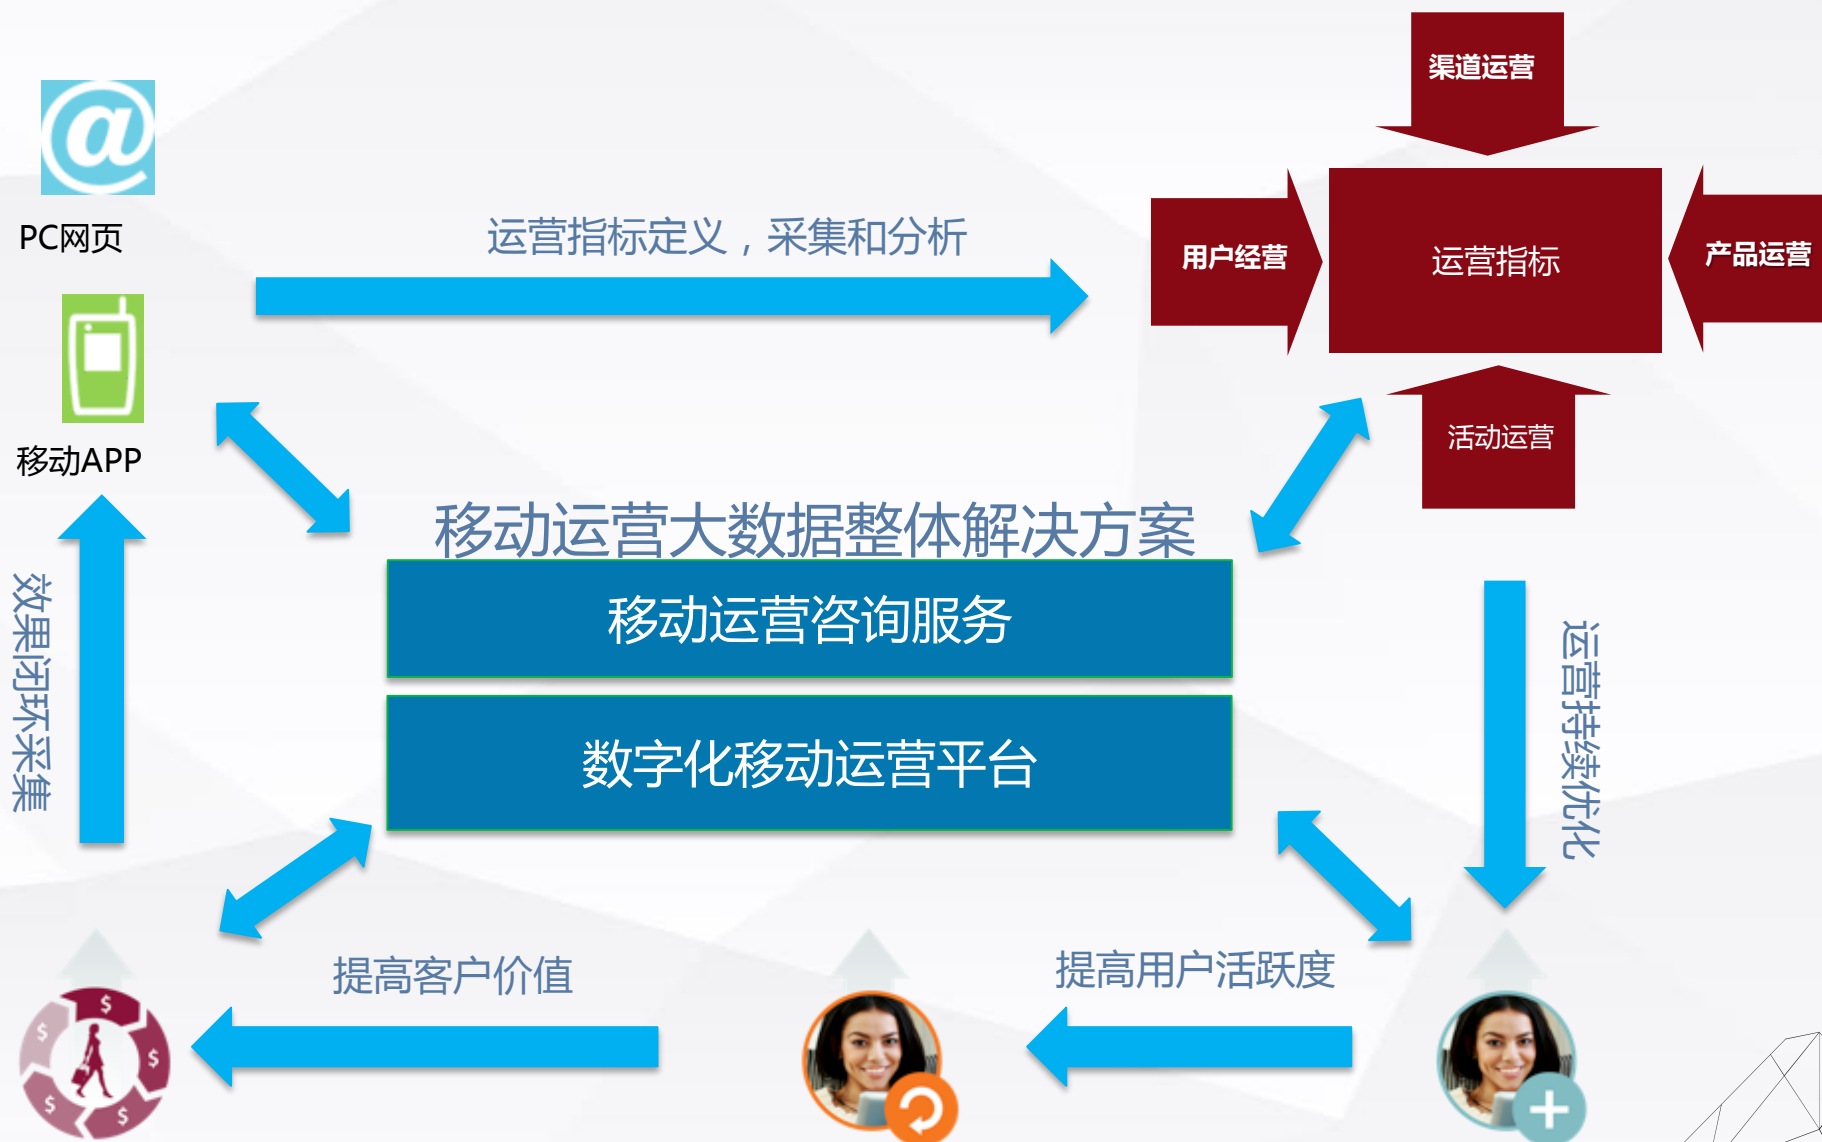 渠道运营
PC网页
运营指标定义，采集和分析
用户经营
运营指标
产品运营
移动APP
活动运营
移动运营大数据整体解决方案
移动运营咨询服务
数字化移动运营平台
效果闭环采集
运营持续优化
提高客户价值
提高用户活跃度